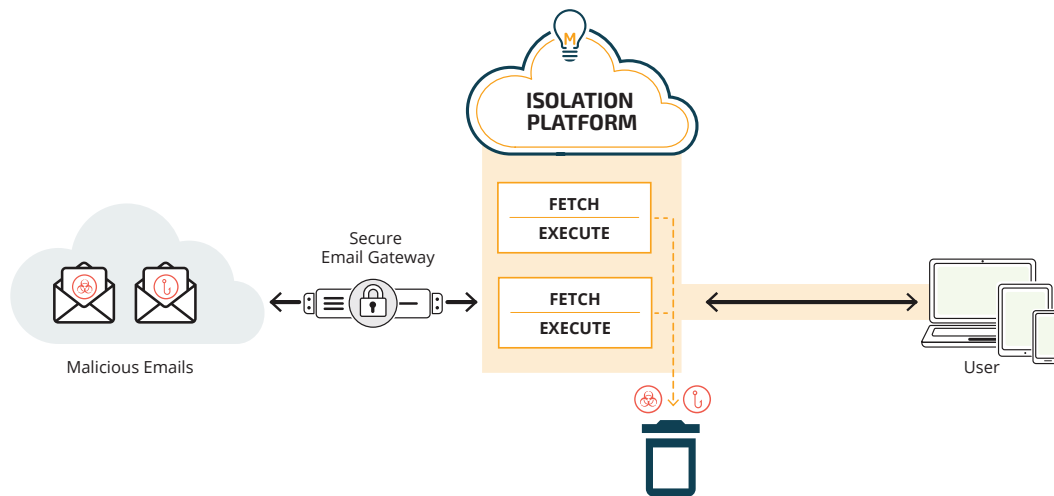 M
ISOLATION
PLATFORM
FETCH
EXECUTE
Secure
Email Gateway
FETCH
EXECUTE
Malicious Emails
User